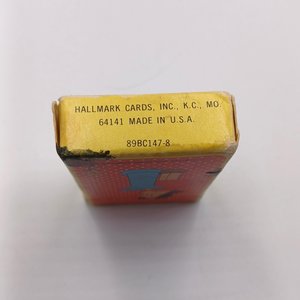 HALLMARK CARDS, INC., K.C., MO.
64141 MADE IN U.S.A.
89BC147-8